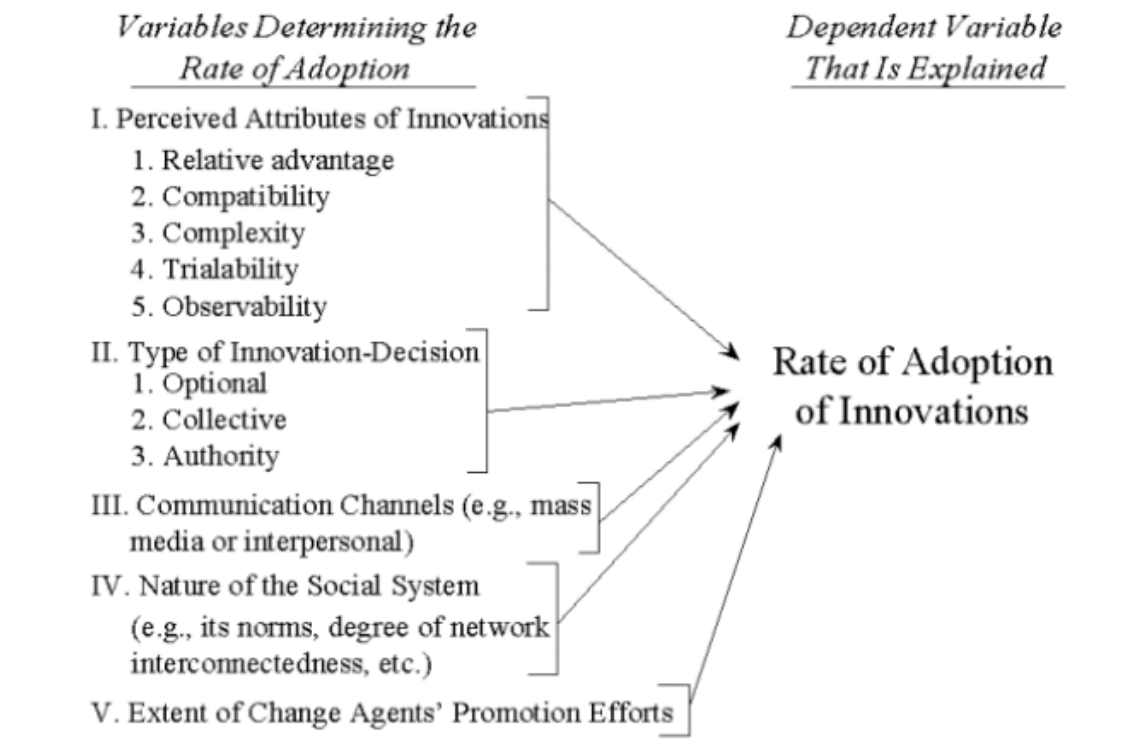 Variables Determining the
Rate of Adoption
Dependent Variable
That Is Explained
I. Perceived Attributes of Innovations
1. Relative advantage
2. Compatibility
3. Complexity
4. Trialability
5. Observability
II. Type of Innovation-Decision
1. Optional
2. Collective
3. Authority
III. Communication Channels (e.g., mass
media or interpersonal)
IV. Nature of the Social System
(e.g., its norms, degree of network
interconnectedness, etc.)
V. Extent of Change Agents’ Promotion Efforts
Rate of Adoption
of Innovations